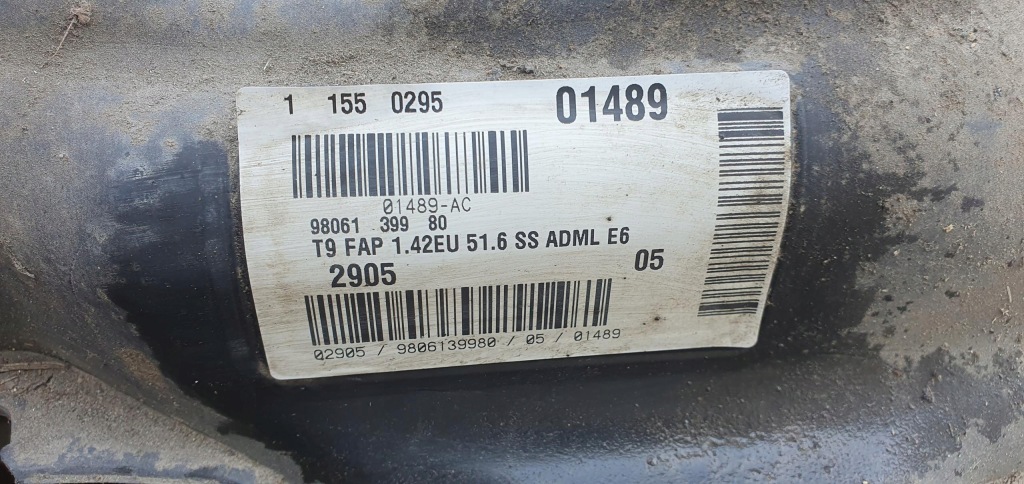 1 155 0295 01489
01489-AC
98061 399 80
T9 FAP 1.42EU 51.6 SS ADML E6
2905 05
02905 / 9806139980 / 05 / 01489